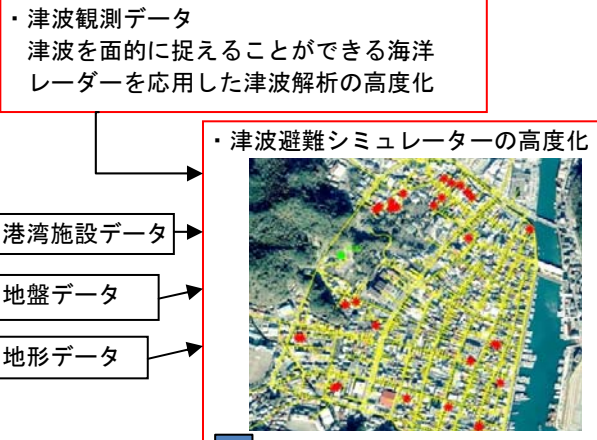 ・津波観測データ
津波を面的に捉えることができる海洋
レーダーを応用した津波解析の高度化
・津波避難シミュレーターの高度化
港湾施設データ
地盤データ
地形データ